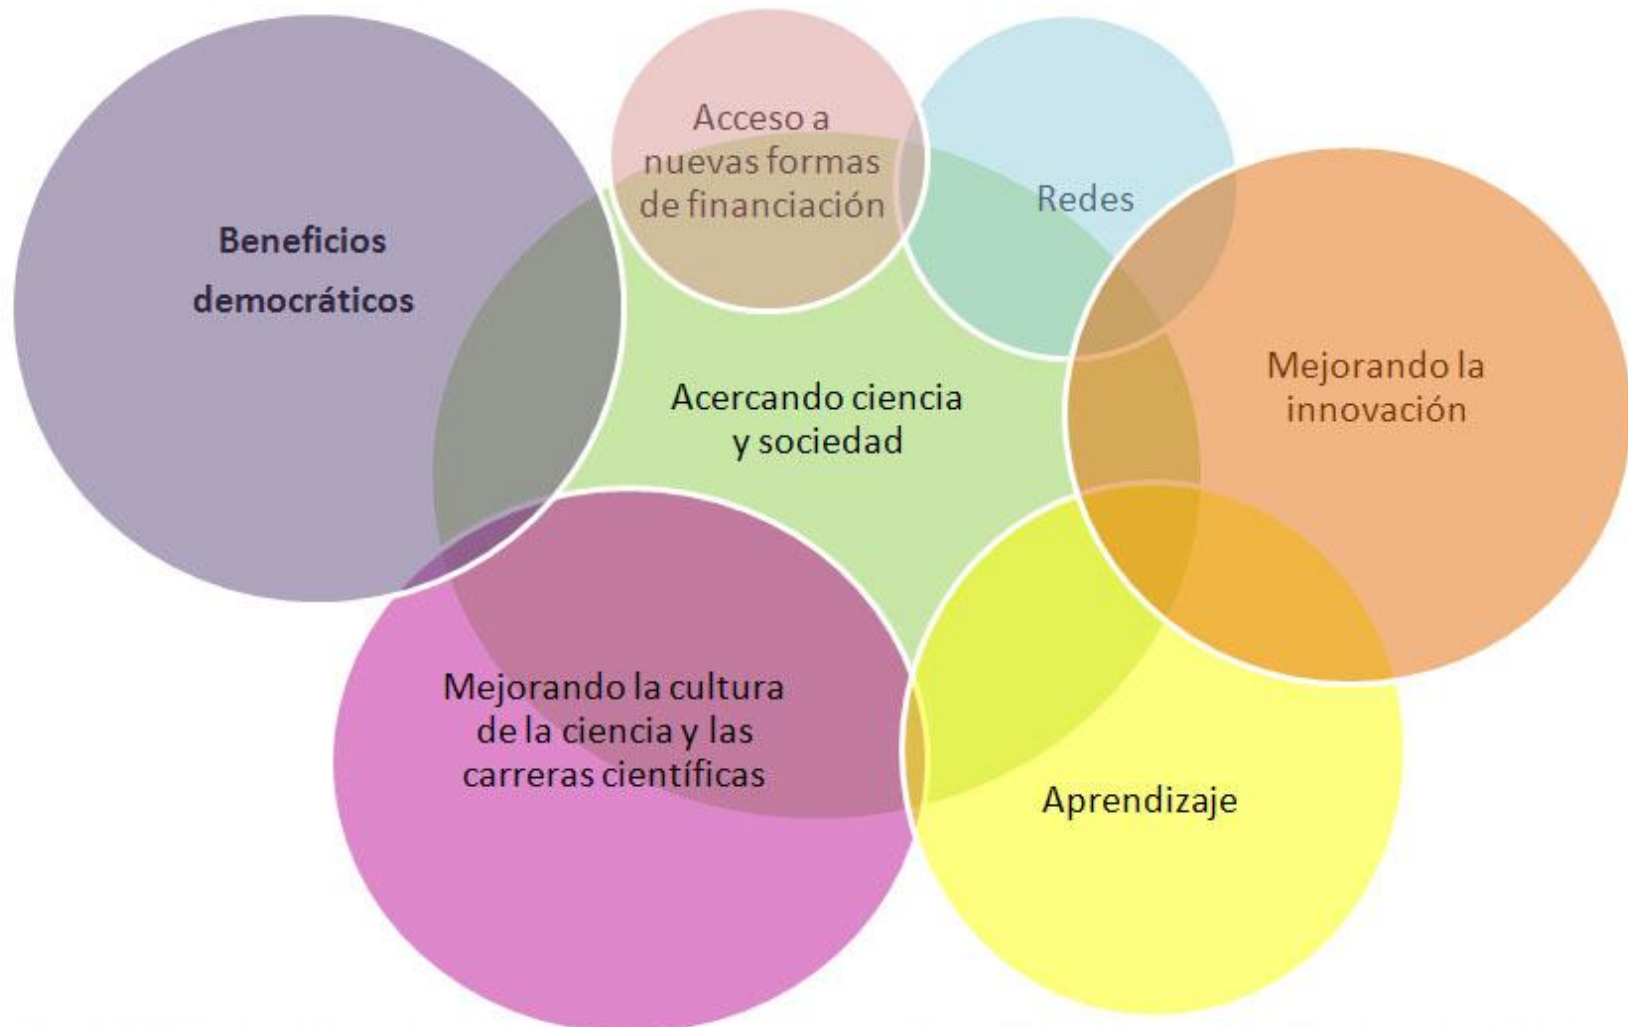 Acceso a
nuevas formas
de financiación
Redes
Beneficios
democráticos
Mejorando la
innovación
Acercando ciencia
y sociedad
Mejorando la cultura
de la ciencia y las
carreras científicas
Aprendizaje